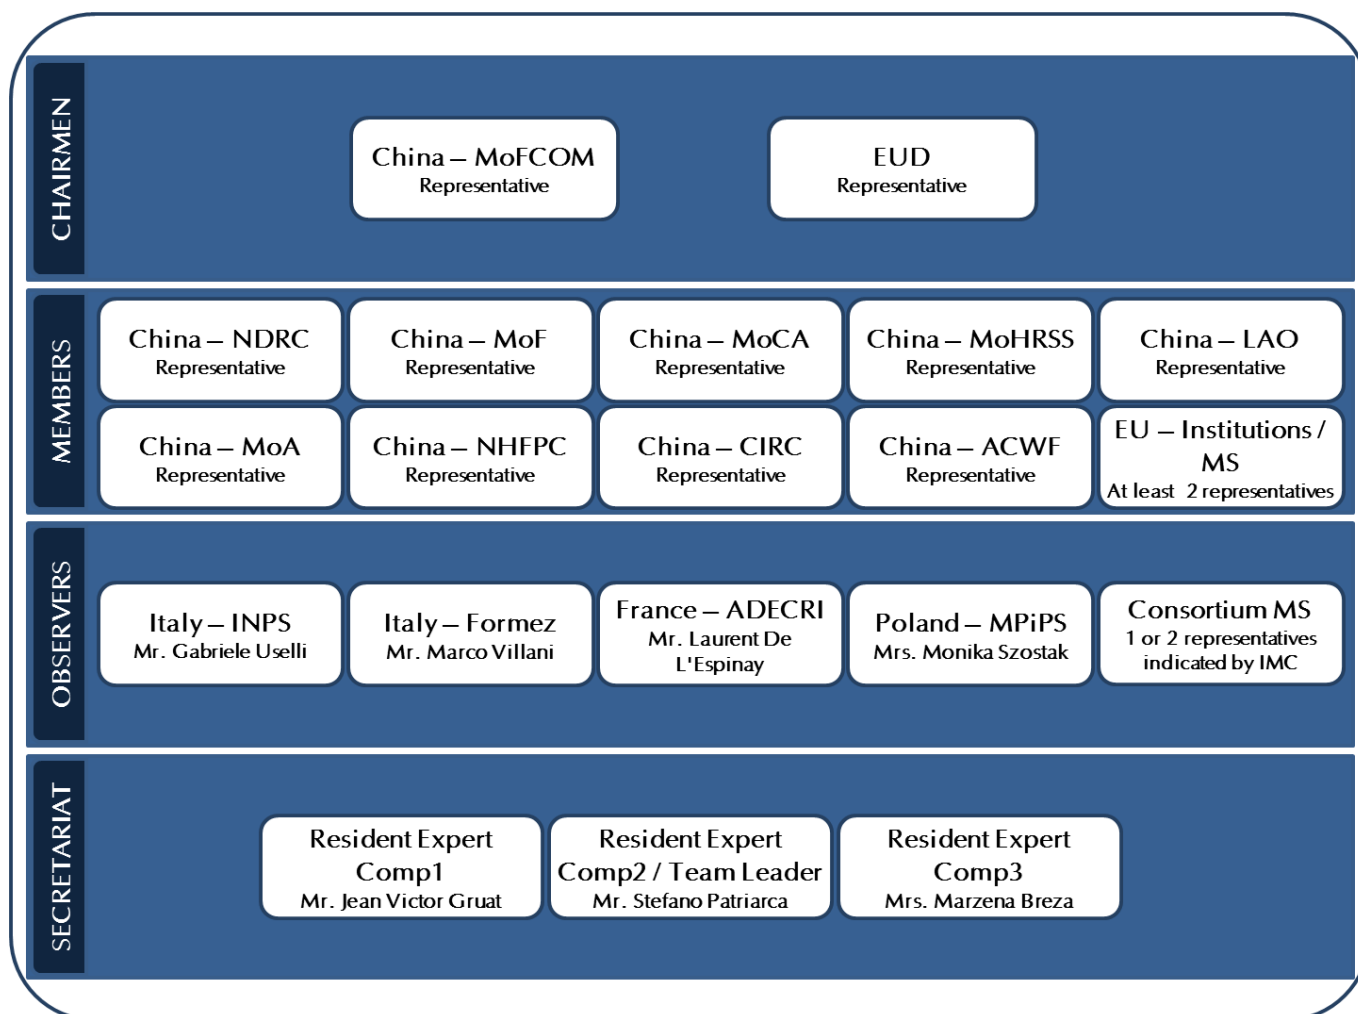 CHAIRMEN
China – MoFCOM
Representative
EUD
Representative
MEMBERS
China – NDRC
Representative
China – MoF
Representative
China – MoCA
Representative
China – MoHRSS
Representative
China – LAO
Representative
China – MoA
Representative
China – NHFPC
Representative
China – CIRC
Representative
China – ACWF
Representative
EU – Institutions /
MS
At least 2 representatives
OBSERVERS
Italy – INPS
Mr. Gabriele Uselli
Italy – Formez
Mr. Marco Villani
France – ADECRI
Mr. Laurent De
L'Espinay
Poland – MPiPS
Mrs. Monika Szostak
Consortium MS
1 or 2 representatives
indicated by IMC
SECRETARIAT
Resident Expert
Comp1
Mr. Jean Victor Gruat
Resident Expert
Comp2 / Team Leader
Mr. Stefano Patriarca
Resident Expert
Comp3
Mrs. Marzena Breza